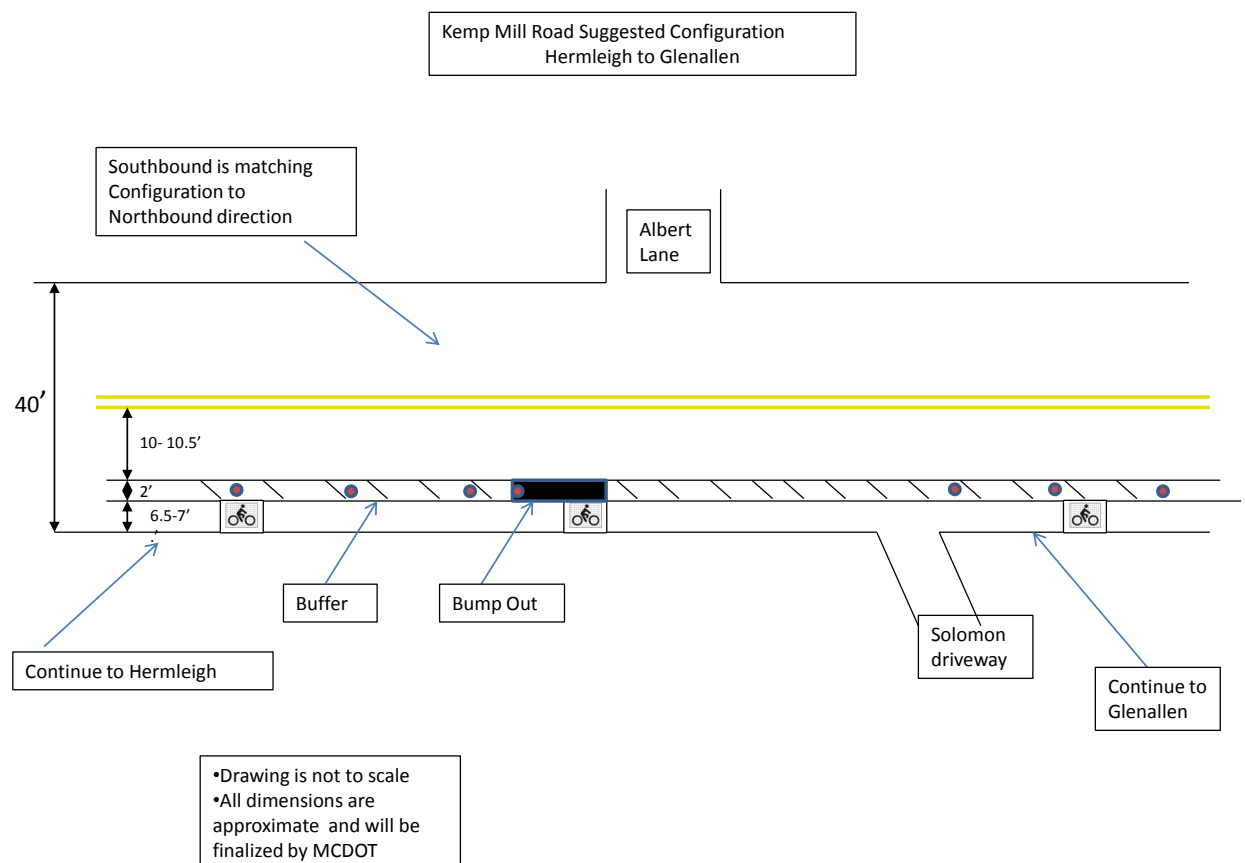 Kemp Mill Road Suggested Configuration
Hermleigh to Glenallen
Southbound is matching
Configuration to
Northbound direction
Albert
Lane
40’
10- 10.5’
2’
6.5-7’
Buffer
Bump Out
Solomon
driveway
Continue to Hermleigh
Continue to
Glenallen
•Drawing is not to scale
•All dimensions are
approximate and will be
finalized by MCDOT